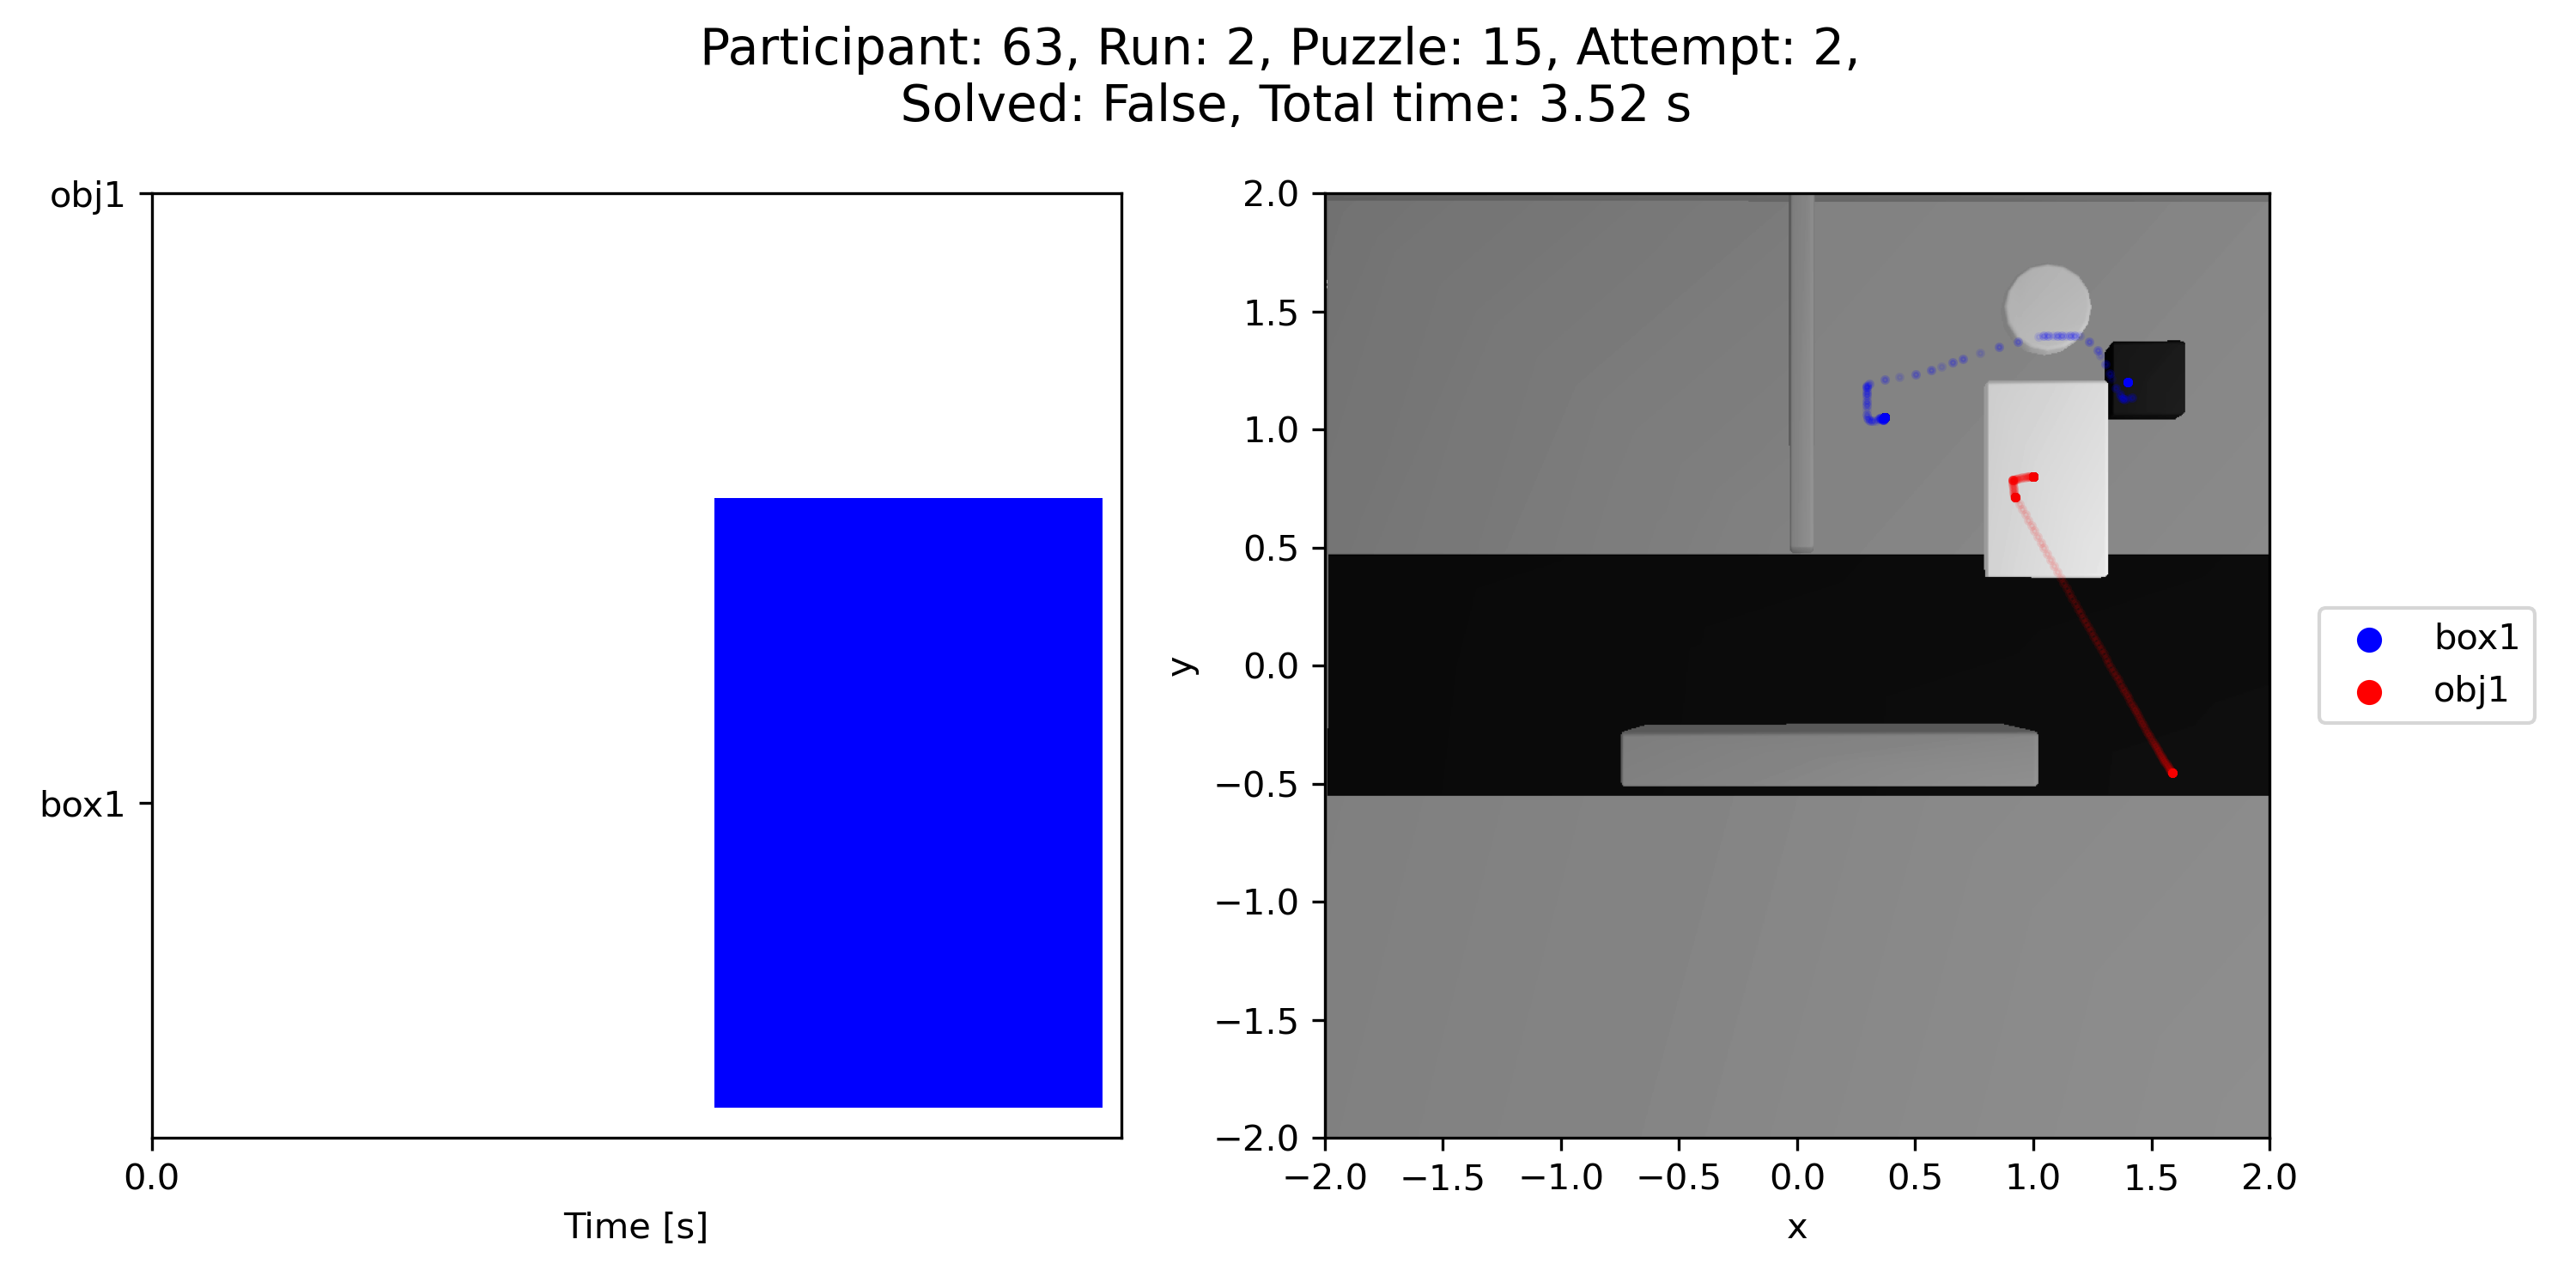 Participant: 63, Run: 2, Puzzle: 15, Attempt: 2,
Solved: False, Total time: 3.52 s
obj1
box1
0.0
Time [s]
2.0
1.5
1.0
0.5
0.0
−0.5
−1.0
−1.5
−2.0
y
−2.0 −1.5 −1.0 −0.5 0.0 0.5 1.0 1.5 2.0
x
box1
obj1